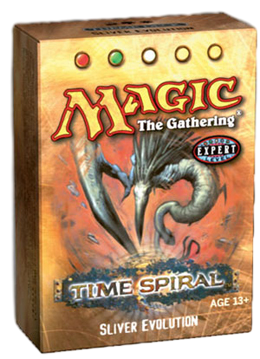 MAGIC
The Gathering®
EXPERT
LEVEL
TIME SPIRAL
AGE 13+
SLIVER EVOLUTION